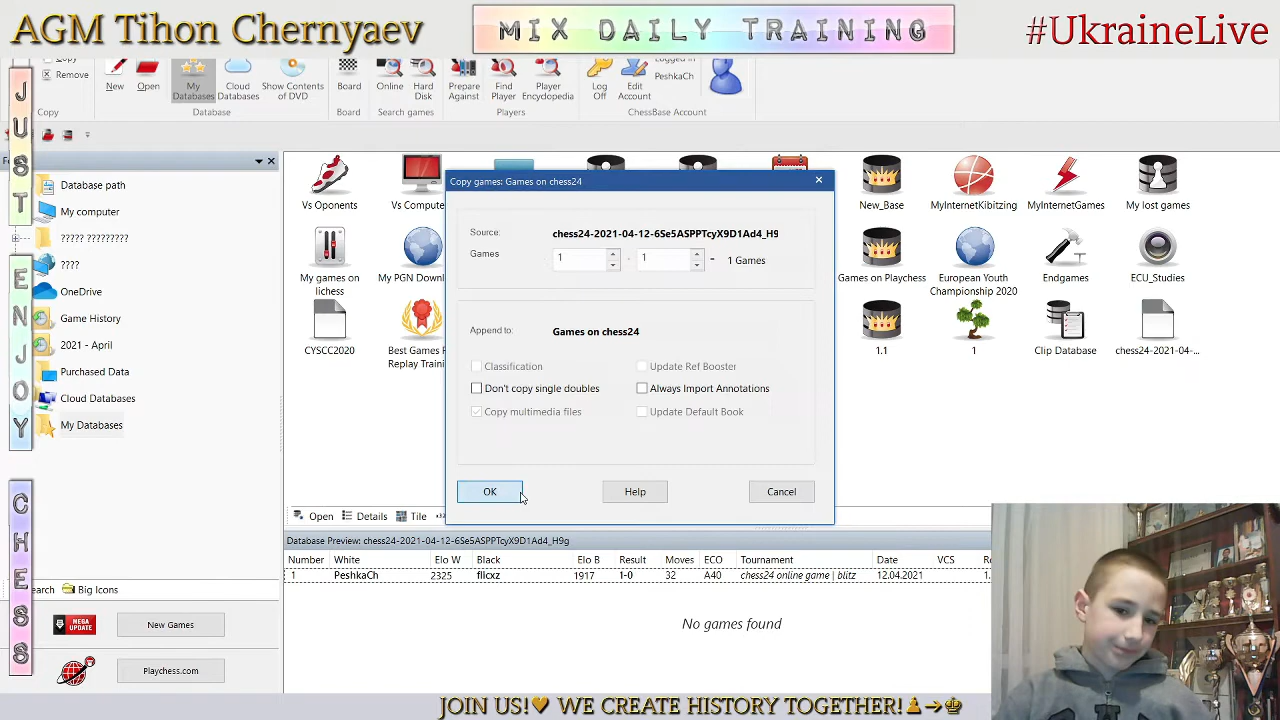 AGM Tihon Chernyaev
MIX DAILY TRAINING
#UkraineLive
JUST
ENJOY
CHESS
Remove
Copy
New
Open
My Databases
Cloud Databases
Show Contents of DVD
Database
Board
Board
Online
Hard Disk
Search games
Prepare Against
Find Player
Player Encyclopedia
Players
Log Off
Edit Account
PeshkaCh
ChessBase Account
Database path
My computer
????? ?????????
????
OneDrive
Game History
2021 - April
Purchased Data
Cloud Databases
My Databases
Big Icons
MEGA UPDATE
New Games
Playchess.com
Vs Oponents
New_Base
MyInternetKibitzing
MyInternetGames
My lost games
My games on lichess
Games on Playchess
European Youth Championship 2020
Endgames
ECU_Studies
CYSCC2020
1.1
1
Clip Database
chess24-2021-04-...
Copy games: Games on chess24
Source: chess24-2021-04-12-6Se5ASPPTcyX9D1Ad4_H9
Games 1 - 1 = 1 Games
Append to: Games on chess24
Classification
Update Ref Booster
Don't copy single doubles
Always Import Annotations
Copy multimedia files
Update Default Book
OK
Help
Cancel
Open
Details
Tile
Database Preview: chess24-2021-04-12-6Se5ASPPTcyX9D1Ad4_H9g
Number White Elo W Black Elo B Result Moves ECO Tournament Date VCS
1 PeshkaCh 2325 fllcxz 1917 1-0 32 A40 chess24 online game | blitz 12.04.2021
No games found
JOIN US!♥ WE CREATE HISTORY TOGETHER!♟→♚